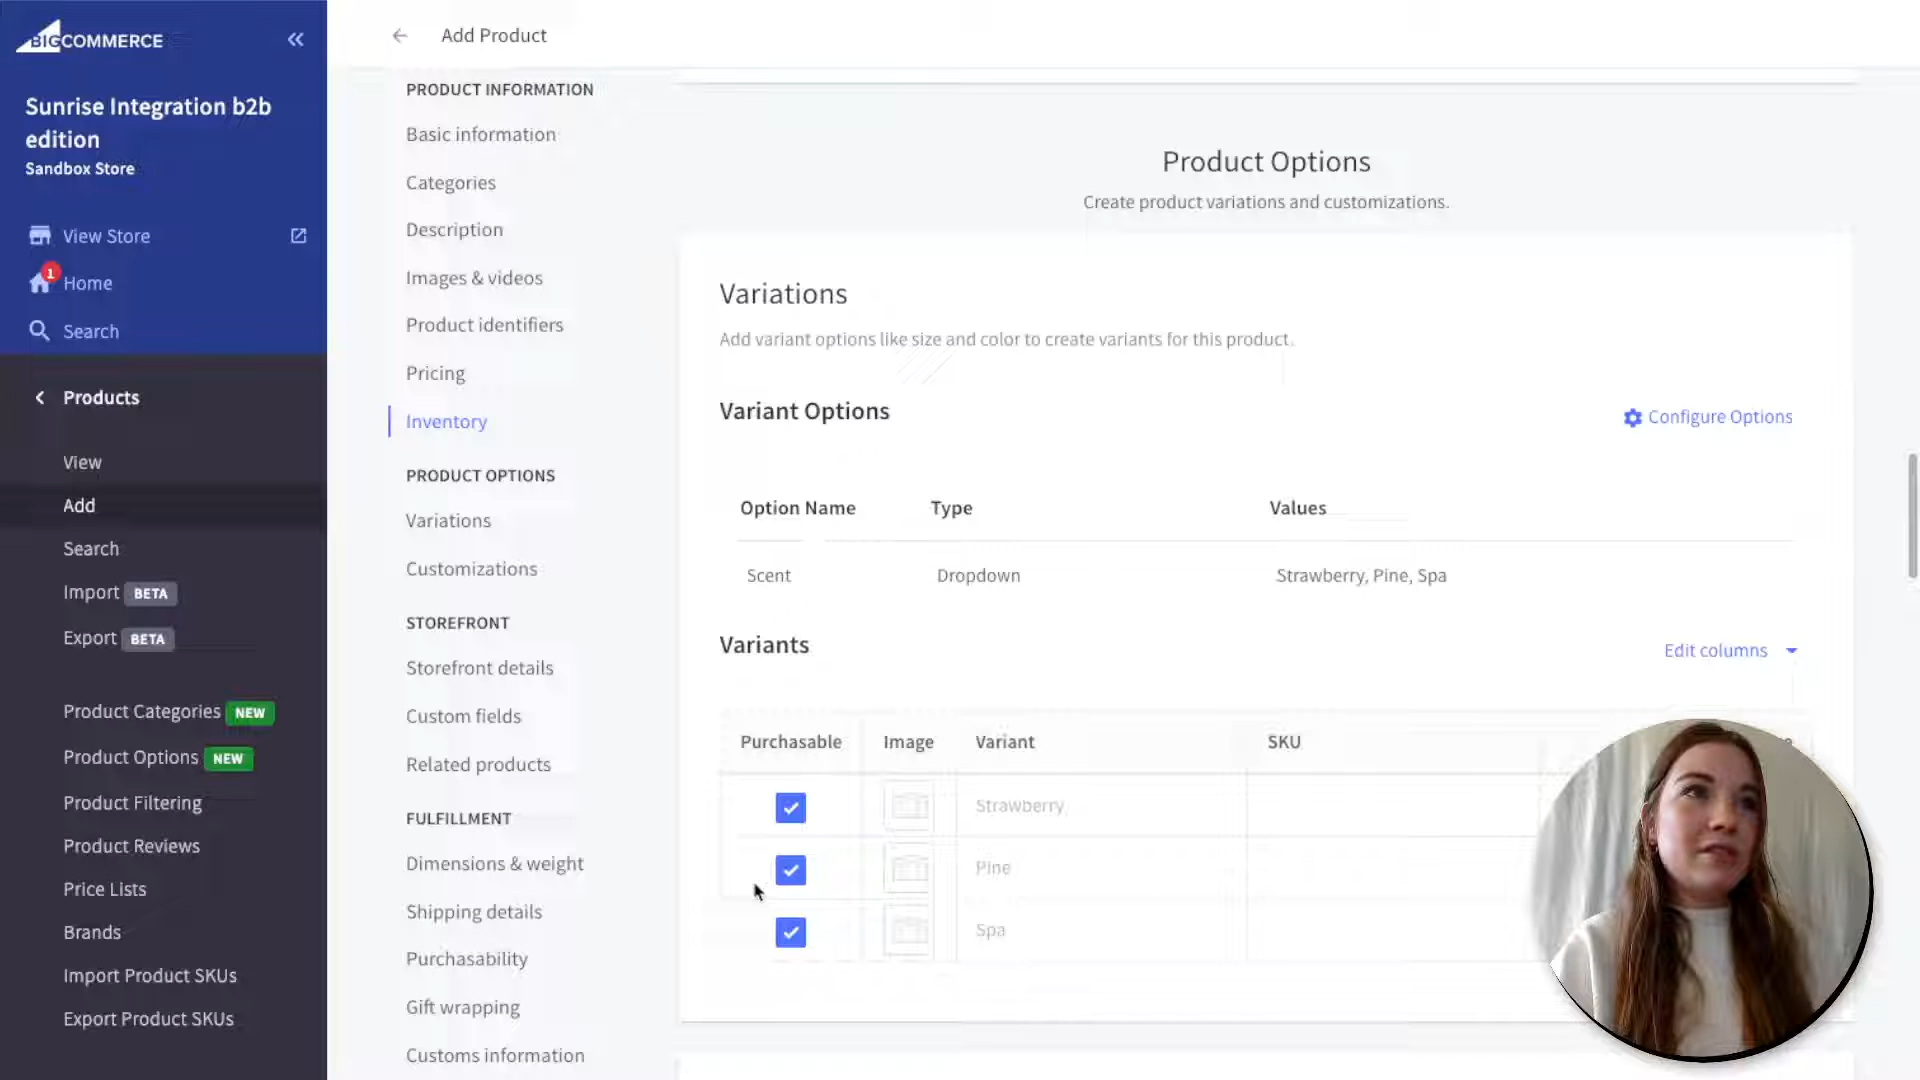 BIGCOMMERCE
Sunrise Integration b2b
edition
Sandbox Store
View Store
1
Home
Search
Products
View
Add
Search
Import BETA
Export BETA
Product Categories NEW
Product Options NEW
Product Filtering
Product Reviews
Price Lists
Brands
Import Product SKUs
Export Product SKUs
Add Product
PRODUCT INFORMATION
Basic information
Categories
Description
Images & videos
Product identifiers
Pricing
Inventory
PRODUCT OPTIONS
Variations
Customizations
STOREFRONT
Storefront details
Custom fields
Related products
FULFILLMENT
Dimensions & weight
Shipping details
Purchasability
Gift wrapping
Customs information
Product Options
Create product variations and customizations.
Variations
Add variant options like size and color to create variants for this product.
Variant Options
Configure Options
Option Name Type Values
Scent Dropdown Strawberry, Pine, Spa
Variants
Edit columns
Purchasable Image Variant SKU
Strawberry
Pine
Spa